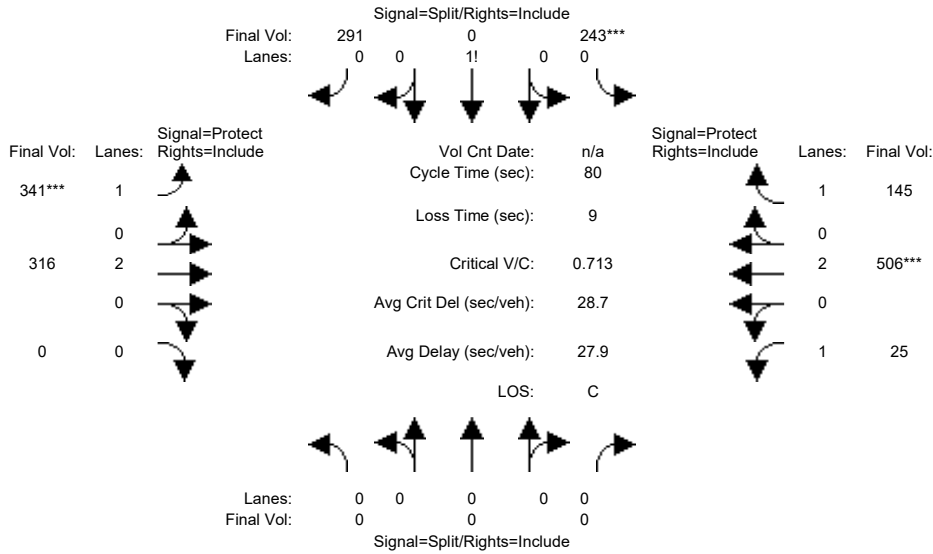 Signal=Split/Rights=Include
Final Vol: 291 0 243***
Lanes: 0 0 1! 0 0
Signal=Protect Signal=Protect
Final Vol: Lanes: Rights=Include Vol Cnt Date: n/a Rights=Include Lanes: Final Vol:
Cycle Time (sec): 80
341*** 1 1 145
Loss Time (sec): 9
0 0
316 2 Critical V/C: 0.713 2 506***
0 Avg Crit Del (sec/veh): 28.7 0
0 0 Avg Delay (sec/veh): 27.9 1 25
LOS: C
Lanes: 0 0 0 0 0
Final Vol: 0 0 0
Signal=Split/Rights=Include